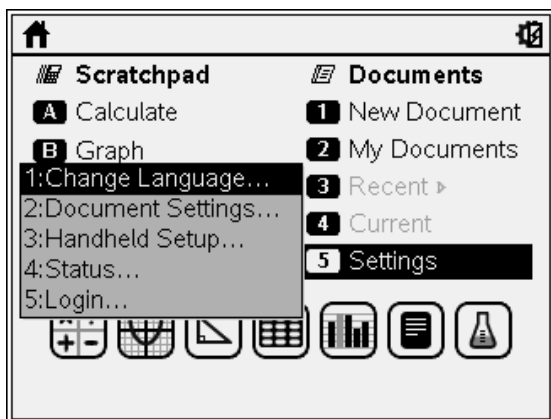 Scratchpad
A Calculate
B Graph
Documents
1 New Document
2 My Documents
3 Recent ▸
4 Current
5 Settings
1:Change Language...
2:Document Settings...
3:Handheld Setup...
4:Status...
5:Login...